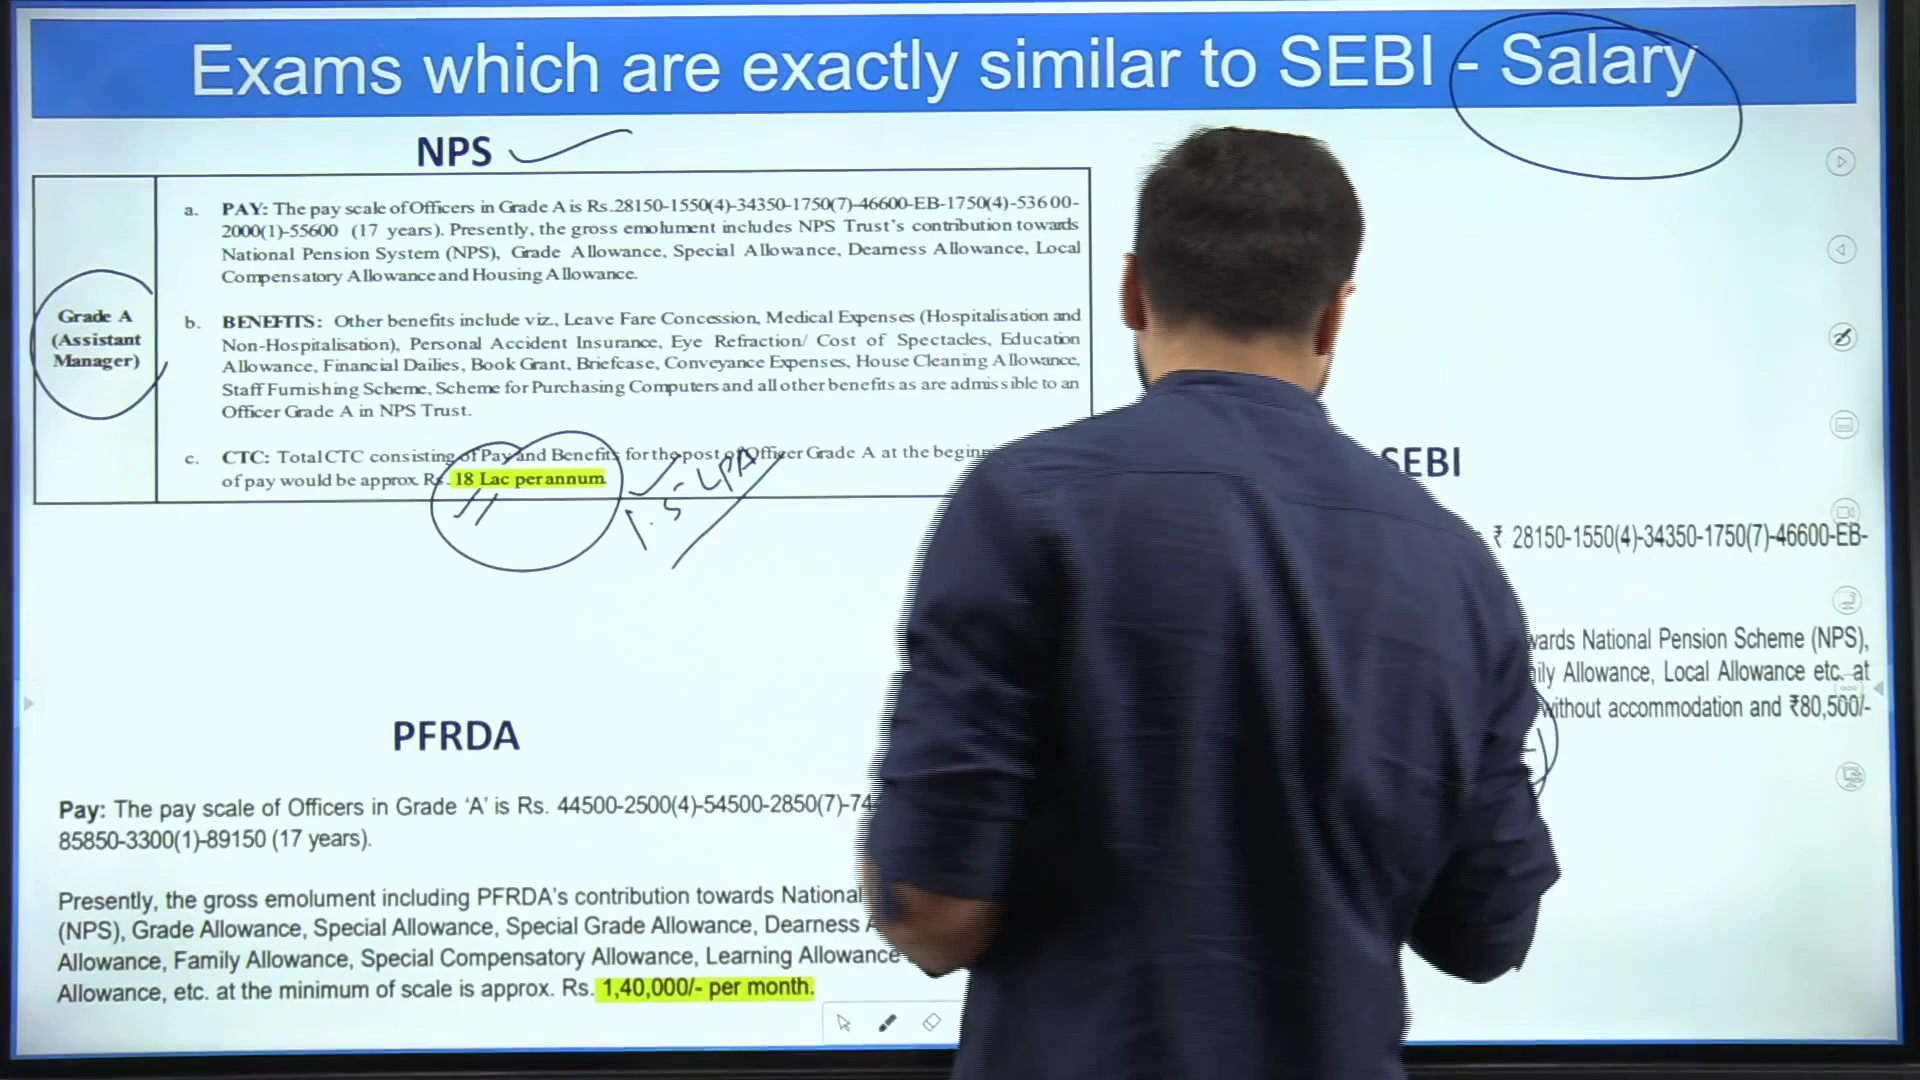 Exams which are exactly similar to SEBI - Salary
NPS
Grade A
(Assistant
Manager)
a. PAY: The pay scale of Officers in Grade A is Rs.28150-1550(4)-34350-1750(7)-46600-EB-1750(4)-53600-
2000(1)-55600 (17 years). Presently, the gross emolument includes NPS Trust's contribution towards
National Pension System (NPS), Grade Allowance, Special Allowance, Dearness Allowance, Local
Compensatory Allowance and Housing Allowance.
b. BENEFITS: Other benefits include viz., Leave Fare Concession, Medical Expenses (Hospitalisation and
Non-Hospitalisation), Personal Accident Insurance, Eye Refraction/ Cost of Spectacles, Education
Allowance, Financial Dailies, Book Grant, Briefcase, Conveyance Expenses, House Cleaning Allowance,
Staff Furnishing Scheme, Scheme for Purchasing Computers and all other benefits as are admissible to an
Officer Grade A in NPS Trust.
c. CTC: Total CTC consisting of Pay and Benefits for the post of Officer Grade A at the
of pay would be approx Rs. 18 Lac per annum
1.5 LPA
SEBI
₹ 28150-1550(4)-34350-1750(7)-46600-EB-
National Pension Scheme (NPS),
Allowance, Local Allowance etc. at
without accommodation and ₹80,500/-
PFRDA
Pay: The pay scale of Officers in Grade ‘A’ is Rs. 44500-2500(4)-54500-2850(7)-74
85850-3300(1)-89150 (17 years).
Presently, the gross emolument including PFRDA’s contribution towards National
(NPS), Grade Allowance, Special Allowance, Special Grade Allowance, Dearness
Allowance, Family Allowance, Special Compensatory Allowance, Learning Allowance
Allowance, etc. at the minimum of scale is approx. Rs. 1,40,000/- per month.